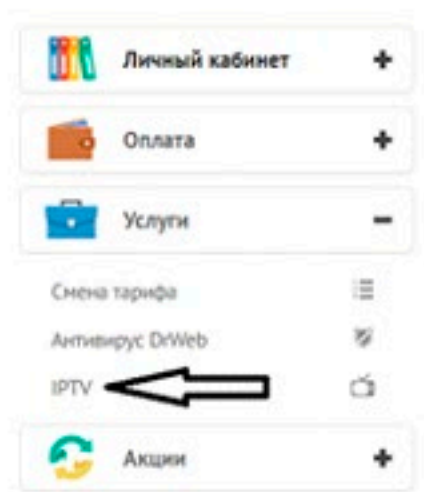 Личный кабинет
Оплата
Услуги
Смена тарифа
Антивирус DrWeb
IPTV
Акции